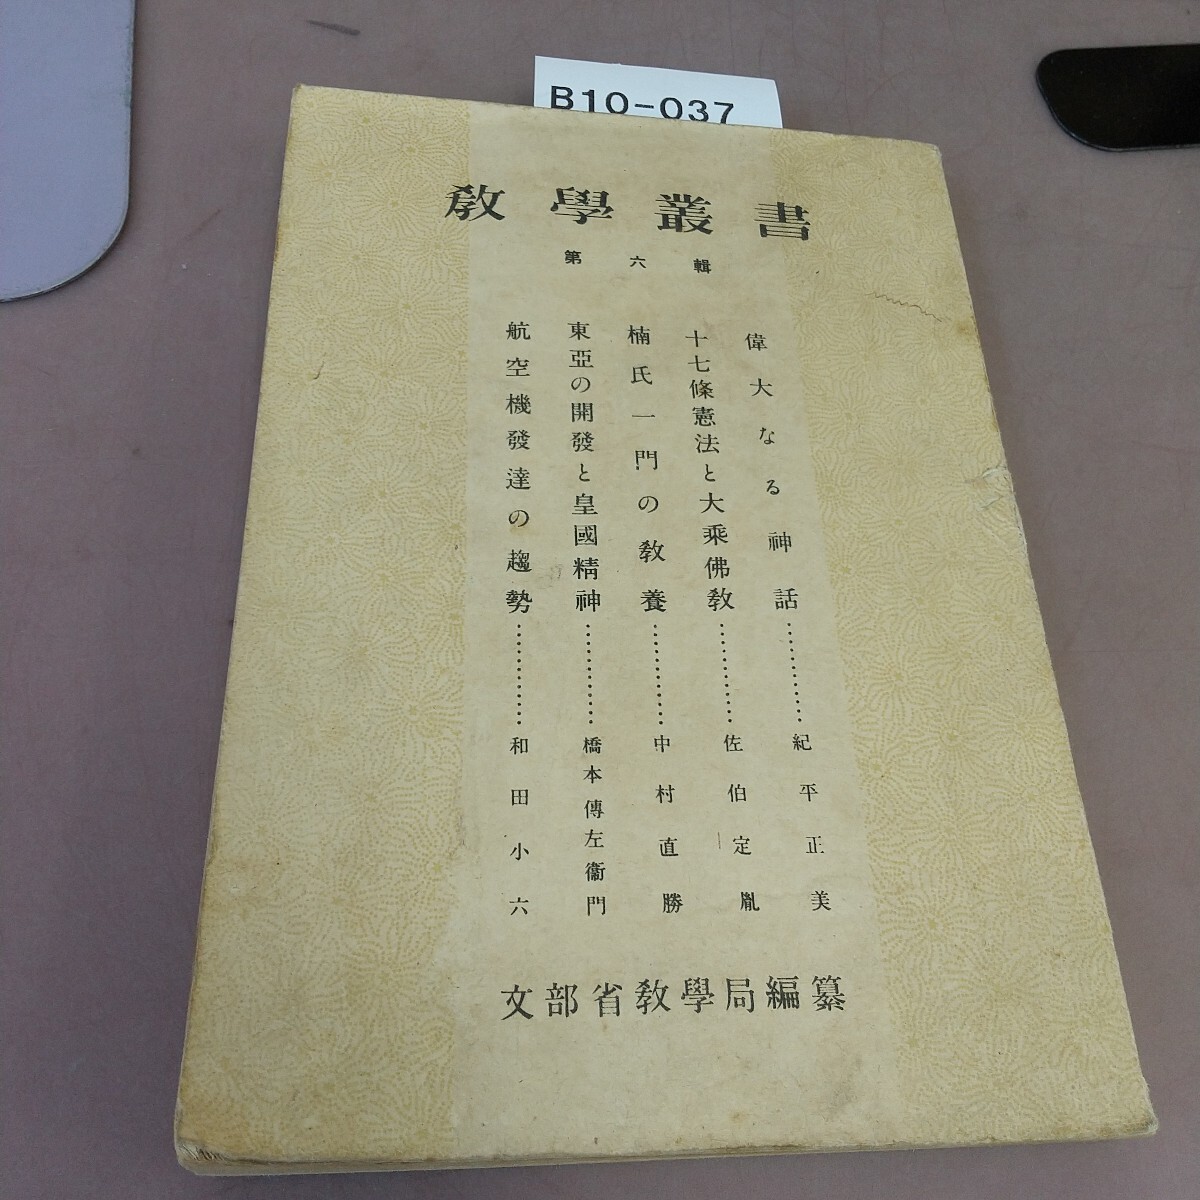 B10-037
教學叢書
第六輯
偉大なる神話…………紀平正美
十七條憲法と大乘佛教…………佐伯定胤
楠氏一門の教養…………中村直勝
東亞の開發と皇國精神…………橋本傳左衞門
航空機發達の趨勢…………和田小六
文部省教學局編纂